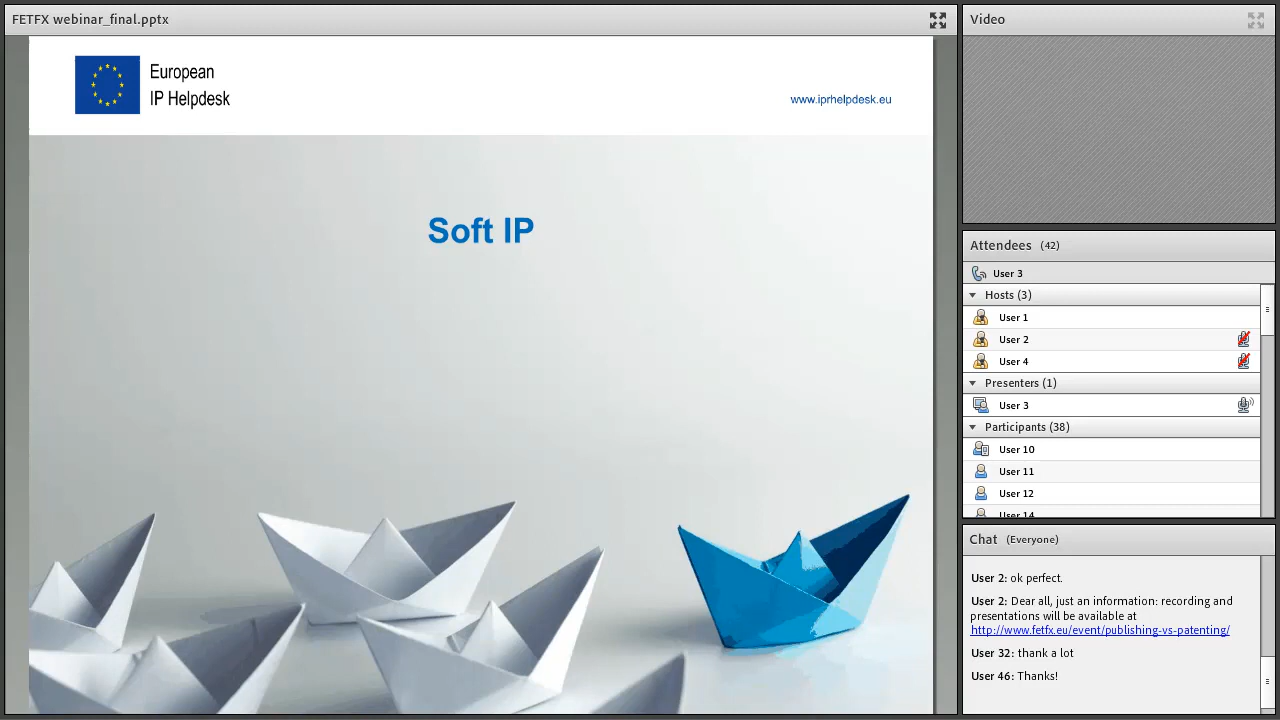 FETFX webinar_final.pptx
European
IP Helpdesk
www.iprhelpdesk.eu
Soft IP
Video
Attendees (42)
User 3
Hosts (3)
User 1
User 2
User 4
Presenters (1)
User 3
Participants (38)
User 10
User 11
User 12
User 14
Chat (Everyone)
User 2: ok perfect.
User 2: Dear all, just an information: recording and
presentations will be available at
http://www.fetfx.eu/event/publishing-vs-patenting/
User 32: thank a lot
User 46: Thanks!